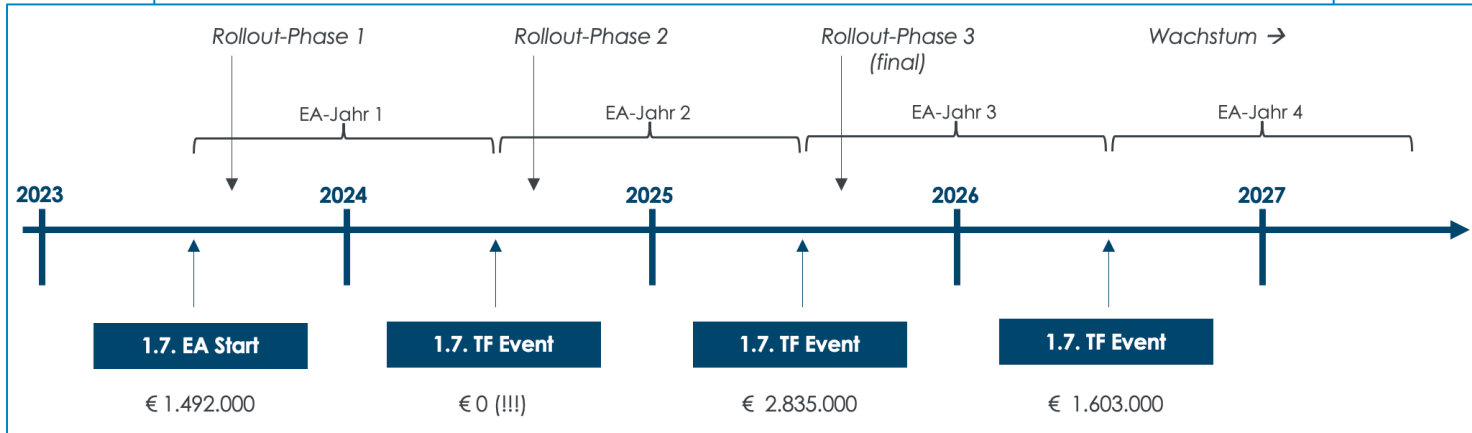 Rollout-Phase 1
Rollout-Phase 2
Rollout-Phase 3
(final)
Wachstum →
EA-Jahr 1
EA-Jahr 2
EA-Jahr 3
EA-Jahr 4
2023
2024
2025
2026
2027
1.7. EA Start
1.7. TF Event
1.7. TF Event
1.7. TF Event
€ 1.492.000
€ 0 (!!!)
€ 2.835.000
€ 1.603.000